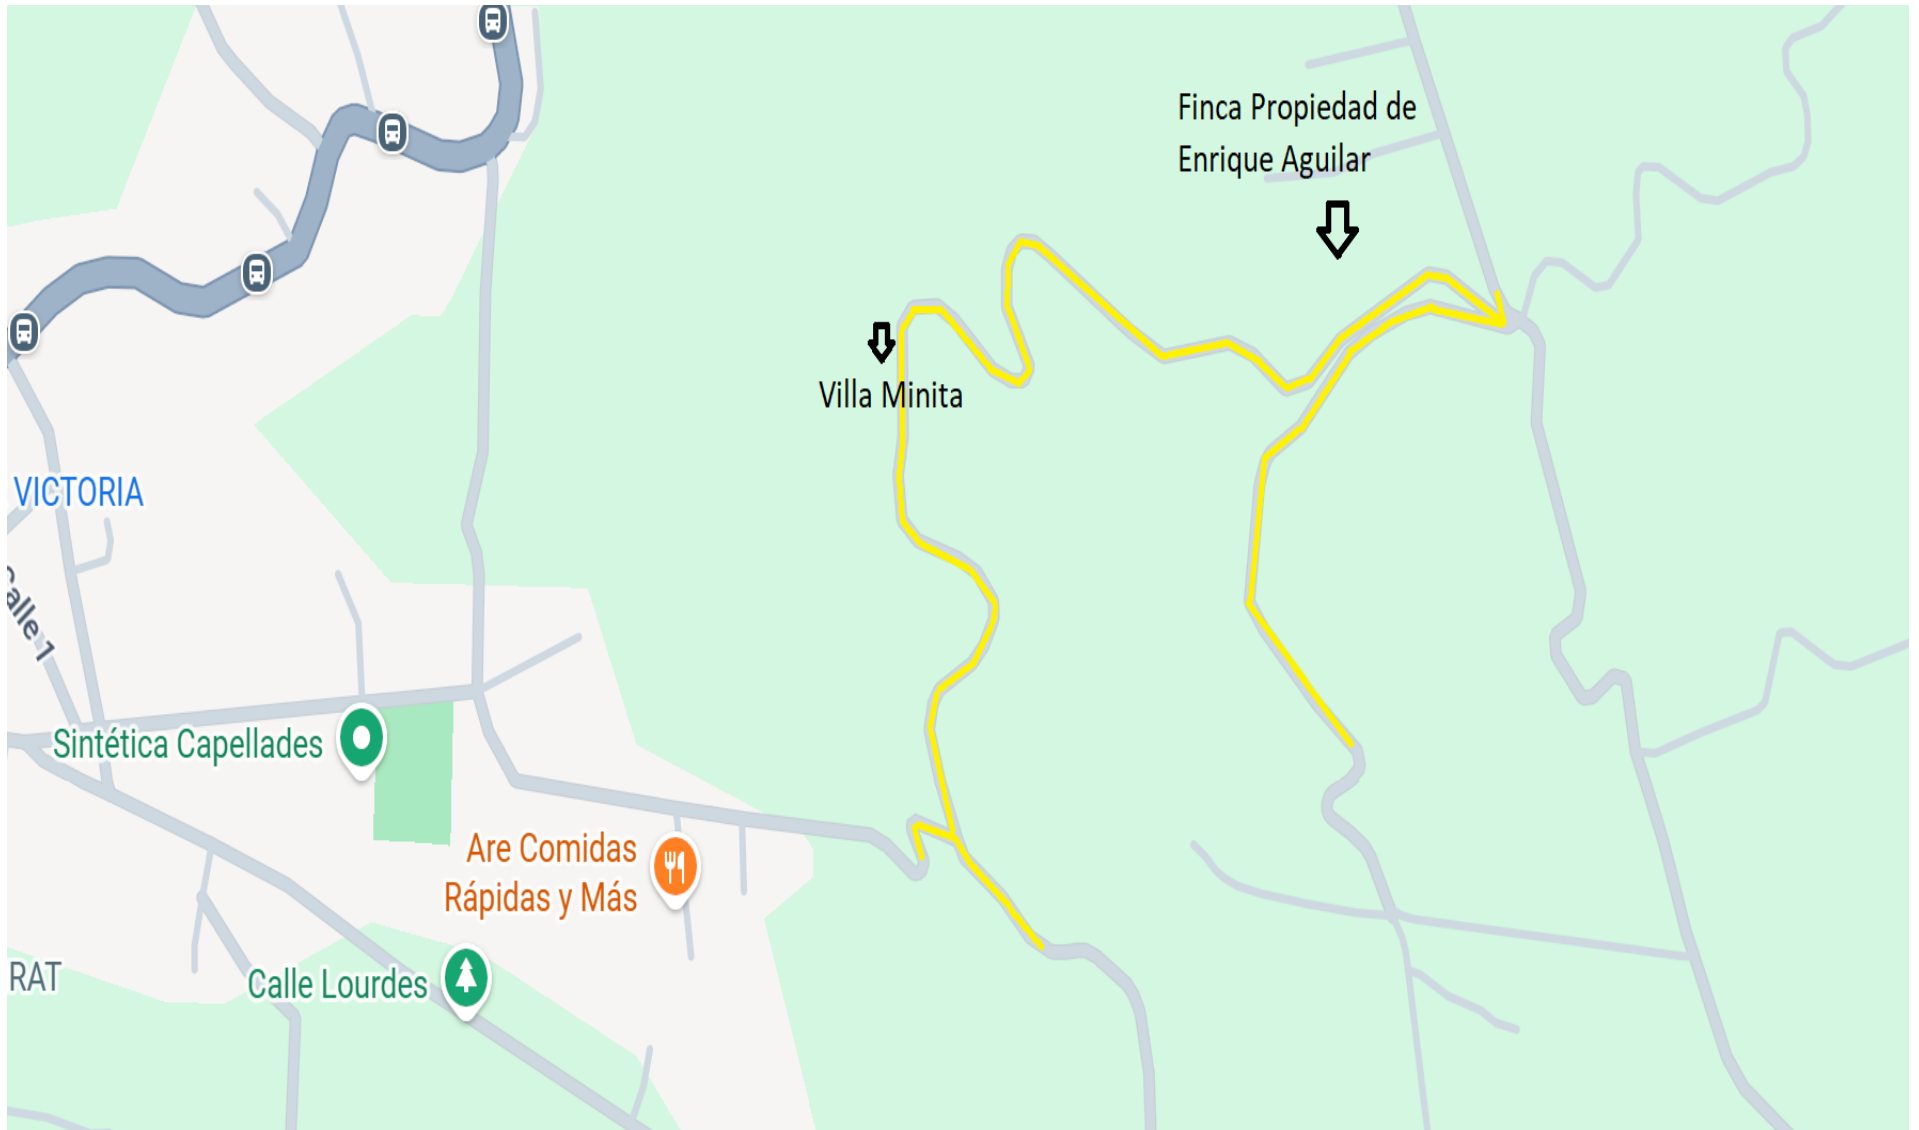 Finca Propiedad de
Enrique Aguilar
Villa Minita
VICTORIA
Calle 1
Sintética Capellades
Are Comidas
Rápidas y Más
RAT
Calle Lourdes